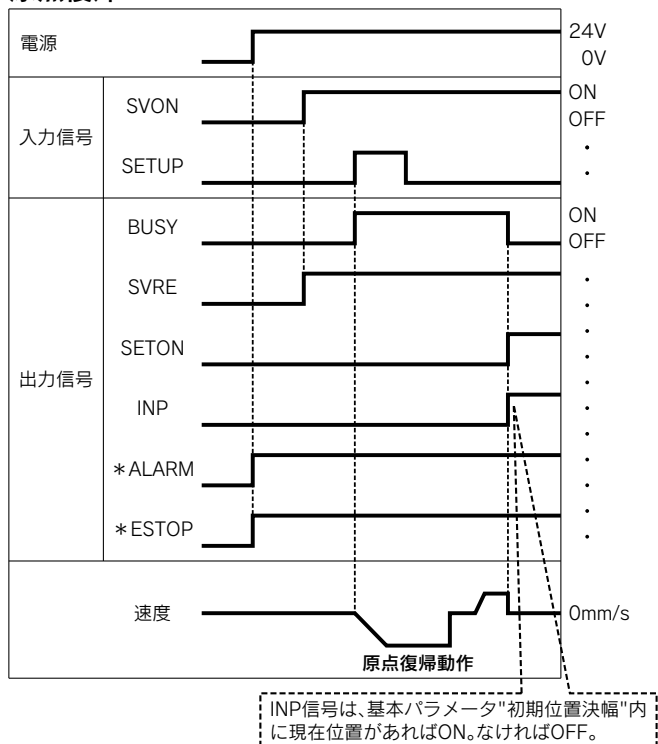 電源
24V
0V
入力信号
SVON
ON
OFF
SETUP
出力信号
BUSY
ON
OFF
SVRE
SETON
INP
＊ALARM
＊ESTOP
速度
0mm/s
原点復帰動作
INP信号は、基本パラメータ"初期位置決幅"内
に現在位置があればON。なければOFF。